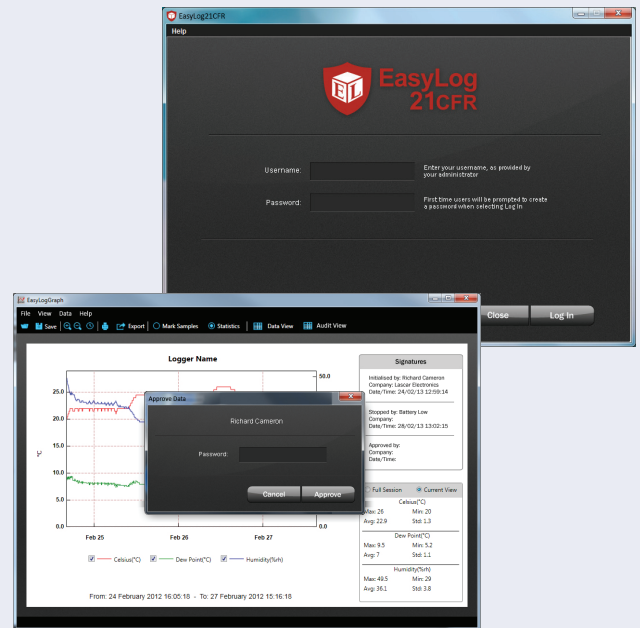 EasyLog21CFR
Help
EL
EasyLog
21CFR
Username:
Enter your username, as provided by
your administrator
Password:
First time users will be prompted to create
a password when selecting Log In
Close
Log In
EasyLogGraph
File View Data Help
Save
Export
Mark Samples
Statistics
Data View
Audit View
Logger Name
°C
25.0
20.0
15.0
10.0
5.0
0.0
50.0
0.0
Feb 25
Feb 26
Feb 27
Celsius(°C)
Dew Point(°C)
Humidity(%rh)
From: 24 February 2012 16:05:18 - To: 27 February 2012 15:16:18
Approve Data
Richard Cameron
Password:
Cancel
Approve
Signatures
Initialised by: Richard Cameron
Company: Lascar Electronics
Date/Time: 24/02/13 12:59:14
Stopped by: Battery Low
Company:
Date/Time: 28/02/13 13:02:15
Approved by:
Company:
Date/Time:
Full Session
Current View
Celsius(°C)
Max: 26 Min: 20
Avg: 22.9 Std: 1.3
Dew Point(°C)
Max: 9.5 Min: 5.2
Avg: 7 Std: 1.1
Humidity(%rh)
Max: 49.5 Min: 29
Avg: 36.1 Std: 3.8